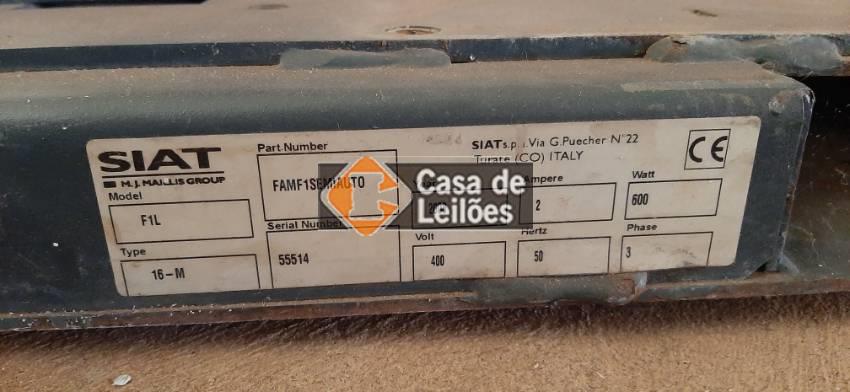 SIAT
M.J. MAILLIS GROUP
Model
F1L
Type
16-M
Part-Number
FAMF1SEMIAUTO
Serial Number
55514
SIAT s.p.a. Via G.Puecher N°22
Turate (CO) ITALY
CE
Ampere
2
Watt
600
Volt
400
Hertz
50
Phase
3
Casa de
Leilões